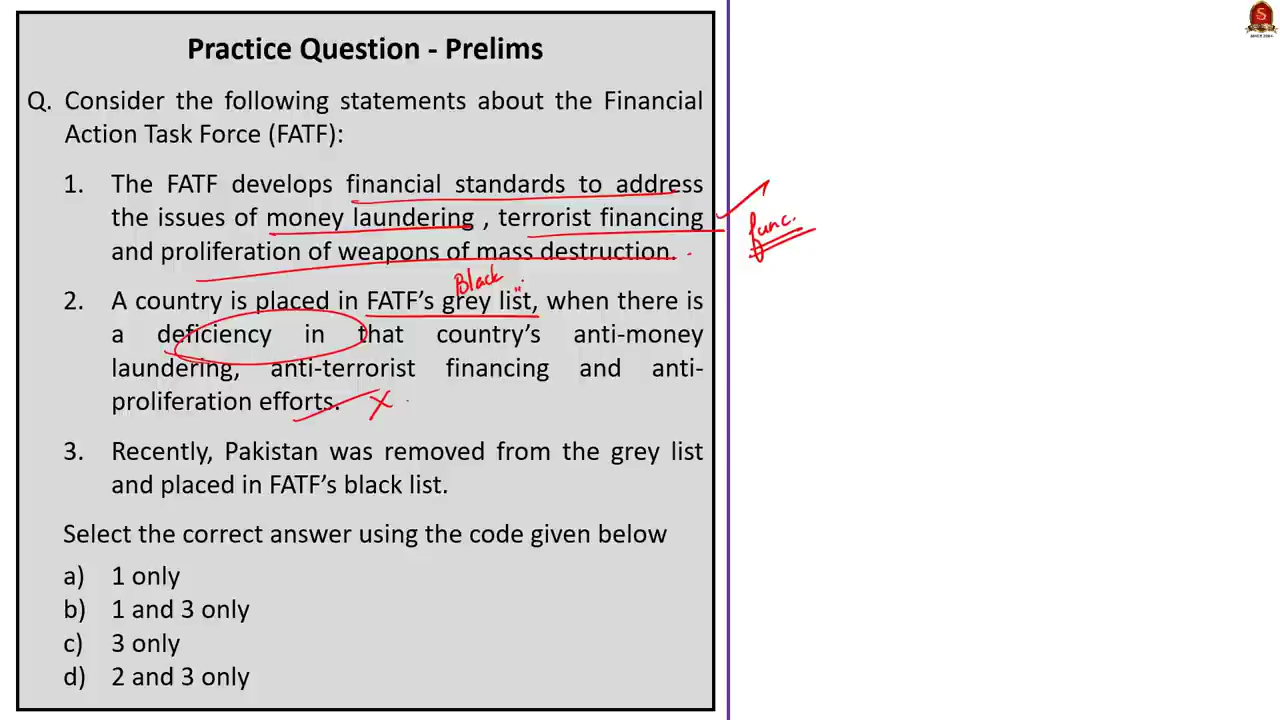 Practice Question - Prelims
Q. Consider the following statements about the Financial
Action Task Force (FATF):
1. The FATF develops financial standards to address
the issues of money laundering , terrorist financing
and proliferation of weapons of mass destruction.
func.
Black
2. A country is placed in FATF's grey list, when there is
a deficiency in that country's anti-money
laundering, anti-terrorist financing and anti-
proliferation efforts. X
3. Recently, Pakistan was removed from the grey list
and placed in FATF's black list.
Select the correct answer using the code given below
a) 1 only
b) 1 and 3 only
c) 3 only
d) 2 and 3 only
S